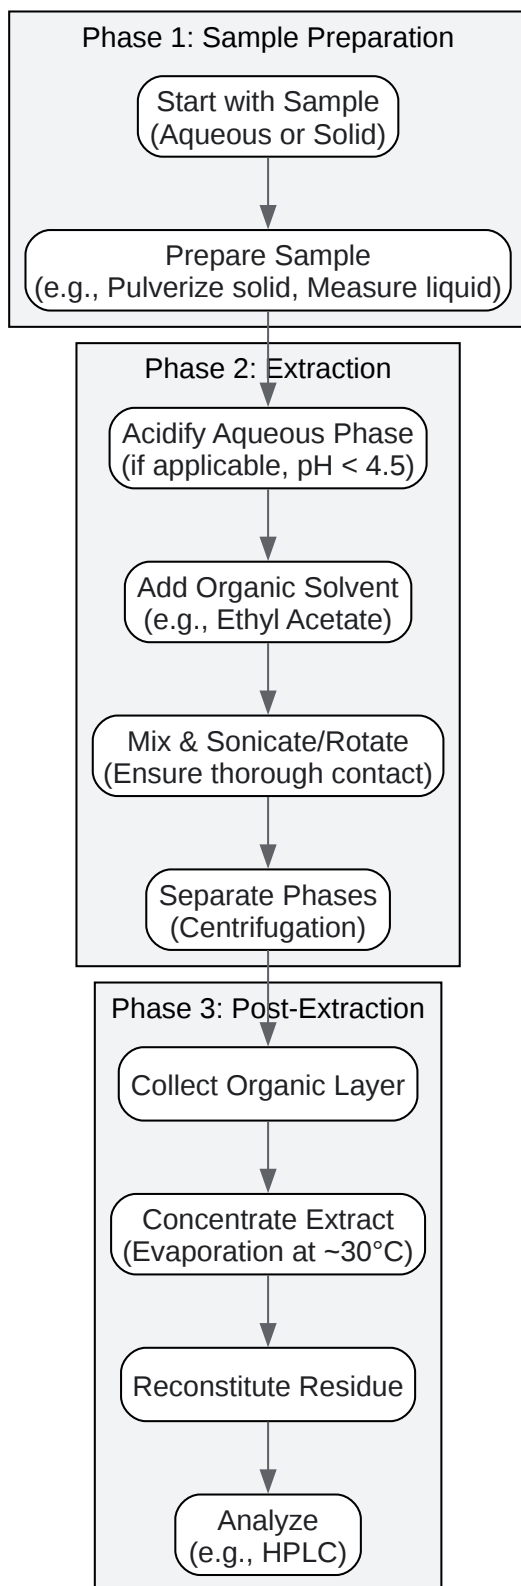 Phase 1: Sample Preparation
Start with Sample
(Aqueous or Solid)
Prepare Sample
(e.g., Pulverize solid, Measure liquid)
Phase 2: Extraction
Acidify Aqueous Phase
(if applicable, pH < 4.5)
Add Organic Solvent
(e.g., Ethyl Acetate)
Mix & Sonicate/Rotate
(Ensure thorough contact)
Separate Phases
(Centrifugation)
Phase 3: Post-Extraction
Collect Organic Layer
Concentrate Extract
(Evaporation at ~30°C)
Reconstitute Residue
Analyze
(e.g., HPLC)